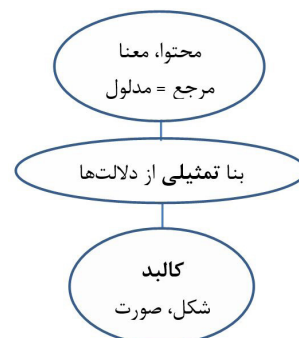 محتوا، معنا
مرجع = مدلول
بنا تمثیلی از دلالت‌ها
کالبد
شکل، صورت